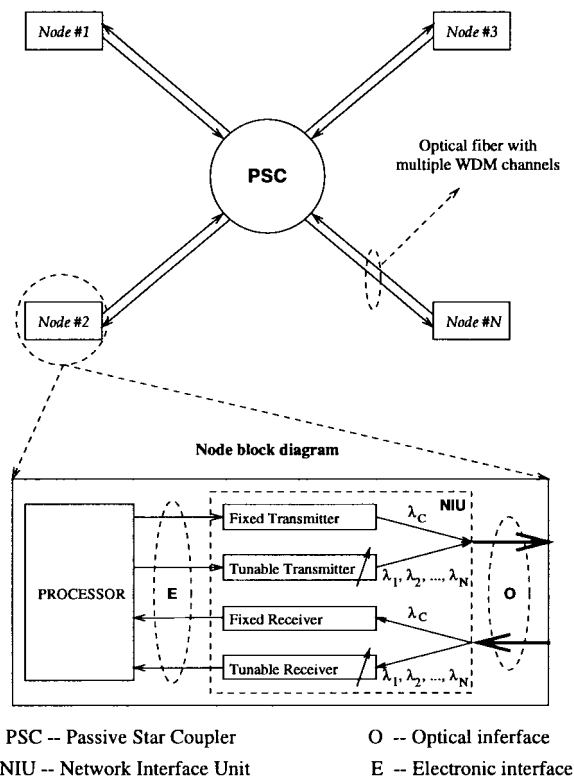 Node #1
Node #3
PSC
Optical fiber with
multiple WDM channels
Node #2
Node #N
Node block diagram
NIU
Fixed Transmitter
λC
Tunable Transmitter
λ1, λ2, ..., λN
PROCESSOR
E
O
Fixed Receiver
λC
Tunable Receiver
λ1, λ2, ..., λN
PSC -- Passive Star Coupler
O -- Optical inferface
NIU -- Network Interface Unit
E -- Electronic interface